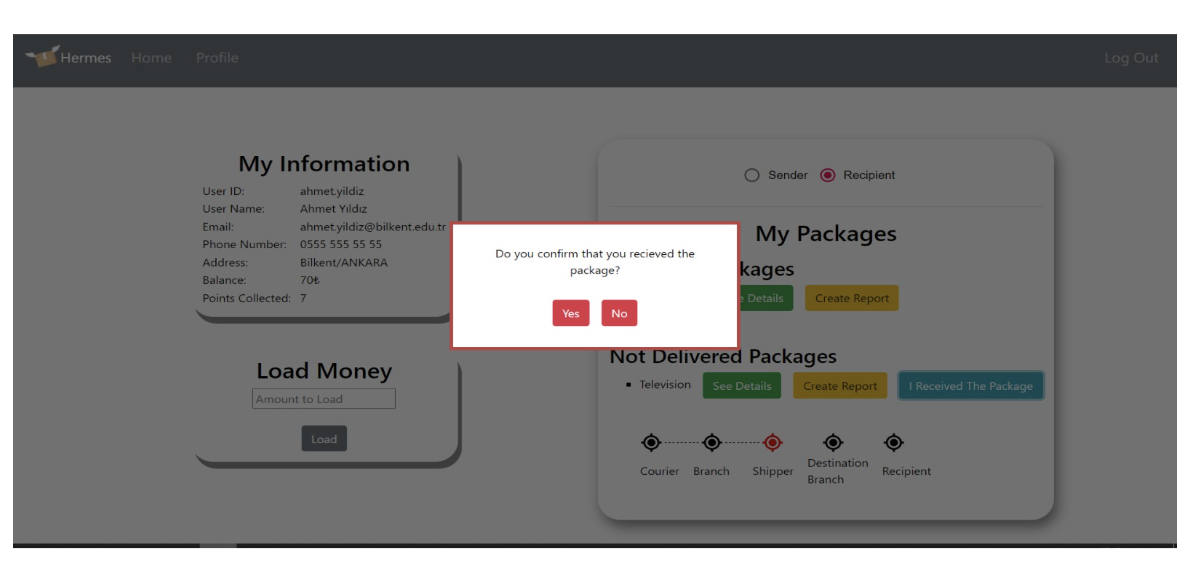 Hermes Home Profile Log Out
My Information
User ID: ahmet.yildiz
User Name: Ahmet Yıldız
Email: ahmet.yildiz@bilkent.edu.tr
Phone Number: 0555 555 55 55
Address: Bilkent/ANKARA
Balance: 70₺
Points Collected: 7
Load Money
Amount to Load
Load
Do you confirm that you recieved the
package?
Yes No
Sender Recipient
My Packages
kages
Details Create Report
Not Delivered Packages
Television See Details Create Report I Received The Package
Courier Branch Shipper Destination Branch Recipient